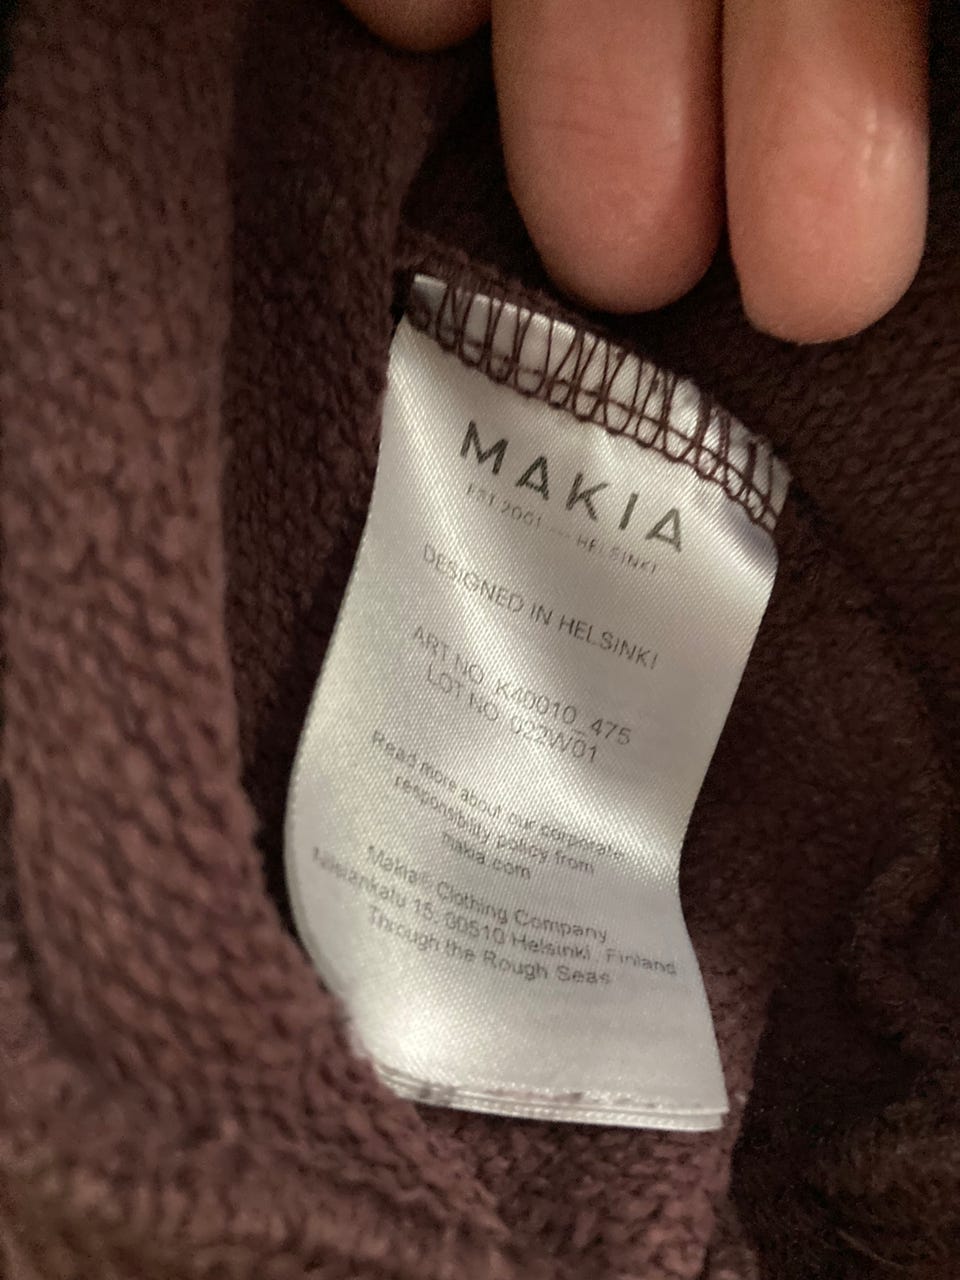 MAKIA
EST.2001 — HELSINKI
DESIGNED IN HELSINKI
ART NO. K40010_475
LOT NO. 022W01
Read more about our corporate
responsibility policy from
makia.com
Makia® Clothing Company
Nilsiänkatu 15, 00510 Helsinki, Finland
Through the Rough Seas